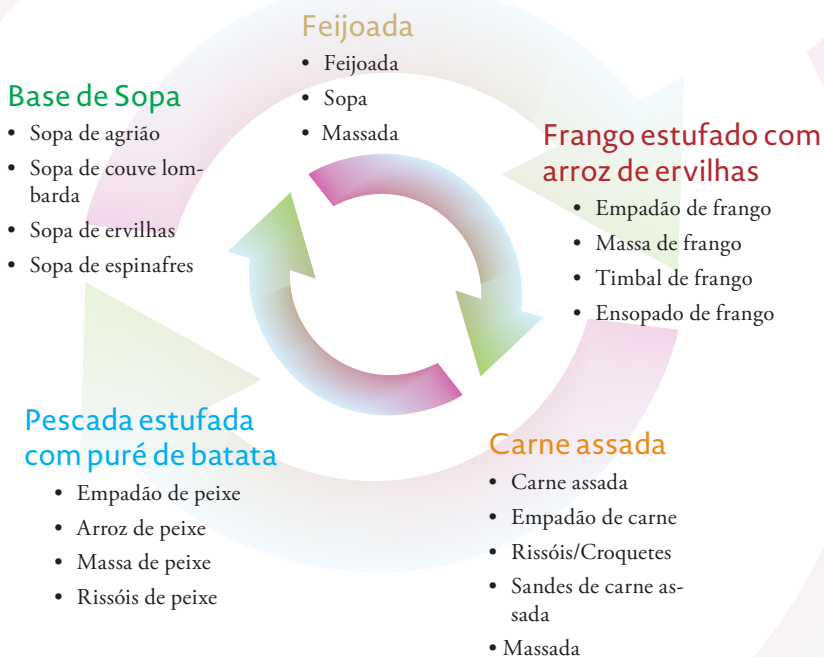 Feijoada
• Feijoada
• Sopa
• Massada
Base de Sopa
• Sopa de agrião
• Sopa de couve lom-
barda
• Sopa de ervilhas
• Sopa de espinafres
Frango estufado com
arroz de ervilhas
• Empadão de frango
• Massa de frango
• Timbal de frango
• Ensopado de frango
Pescada estufada
com puré de batata
• Empadão de peixe
• Arroz de peixe
• Massa de peixe
• Rissóis de peixe
Carne assada
• Carne assada
• Empadão de carne
• Rissóis/Croquetes
• Sandes de carne as-
sada
• Massada